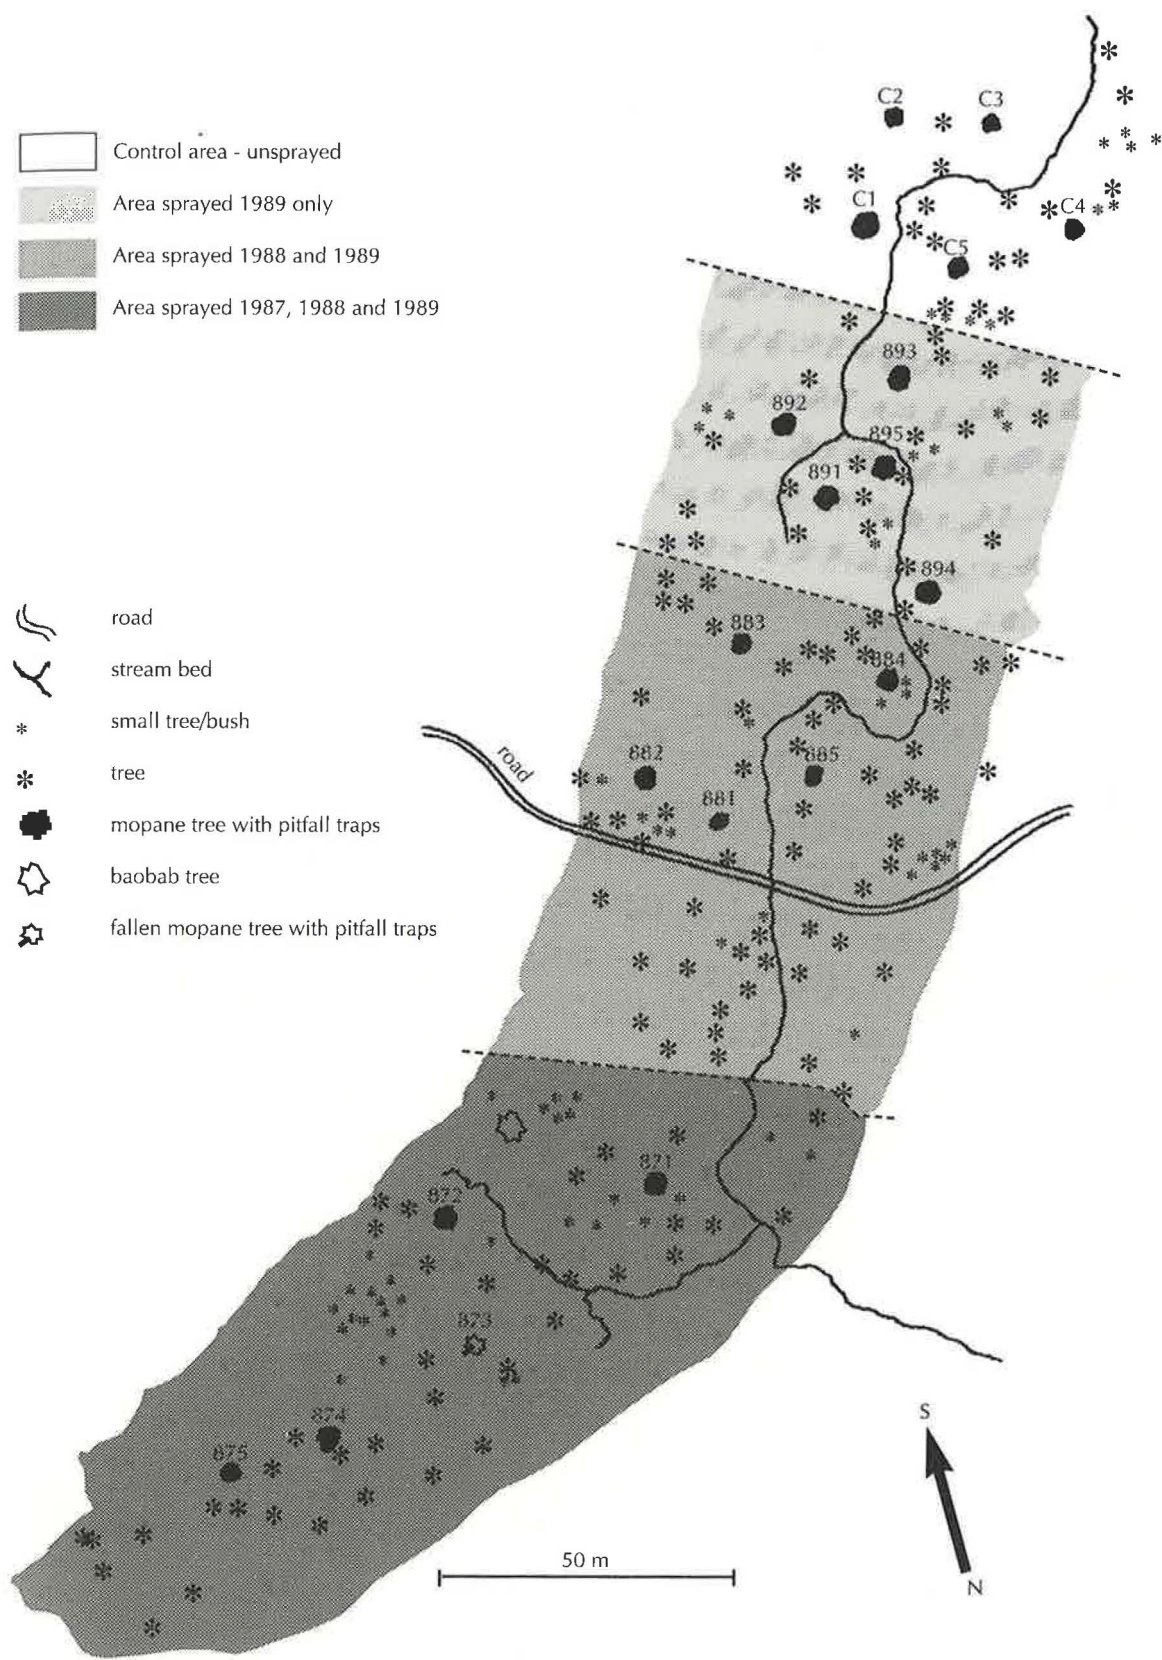 C2
C3
Control area - unsprayed
Area sprayed 1989 only
C1
C4
C5
Area sprayed 1988 and 1989
Area sprayed 1987, 1988 and 1989
893
892
895
891
894
road
883
884
stream bed
small tree/bush
882
885
road
tree
881
mopane tree with pitfall traps
baobab tree
fallen mopane tree with pitfall traps
871
872
873
874
875
S
50 m
N